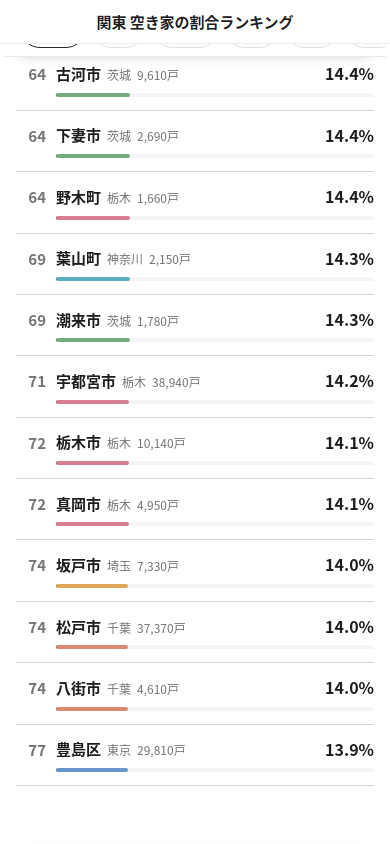 関東 空き家の割合ランキング
64 古河市 茨城 9,610戸 14.4%
64 下妻市 茨城 2,690戸 14.4%
64 野木町 栃木 1,660戸 14.4%
69 葉山町 神奈川 2,150戸 14.3%
69 潮来市 茨城 1,780戸 14.3%
71 宇都宮市 栃木 38,940戸 14.2%
72 栃木市 栃木 10,140戸 14.1%
72 真岡市 栃木 4,950戸 14.1%
74 坂戸市 埼玉 7,330戸 14.0%
74 松戸市 千葉 37,370戸 14.0%
74 八街市 千葉 4,610戸 14.0%
77 豊島区 東京 29,810戸 13.9%